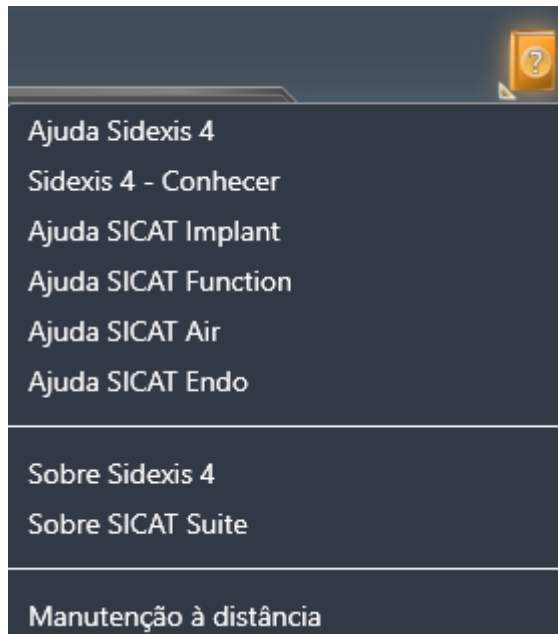 ?
Ajuda Sidexis 4
Sidexis 4 - Conhecer
Ajuda SICAT Implant
Ajuda SICAT Function
Ajuda SICAT Air
Ajuda SICAT Endo
Sobre Sidexis 4
Sobre SICAT Suite
Manutenção à distância